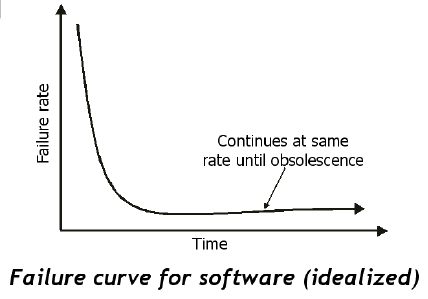 Failure rate
Continues at same
rate until obsolescence
Time
Failure curve for software (idealized)